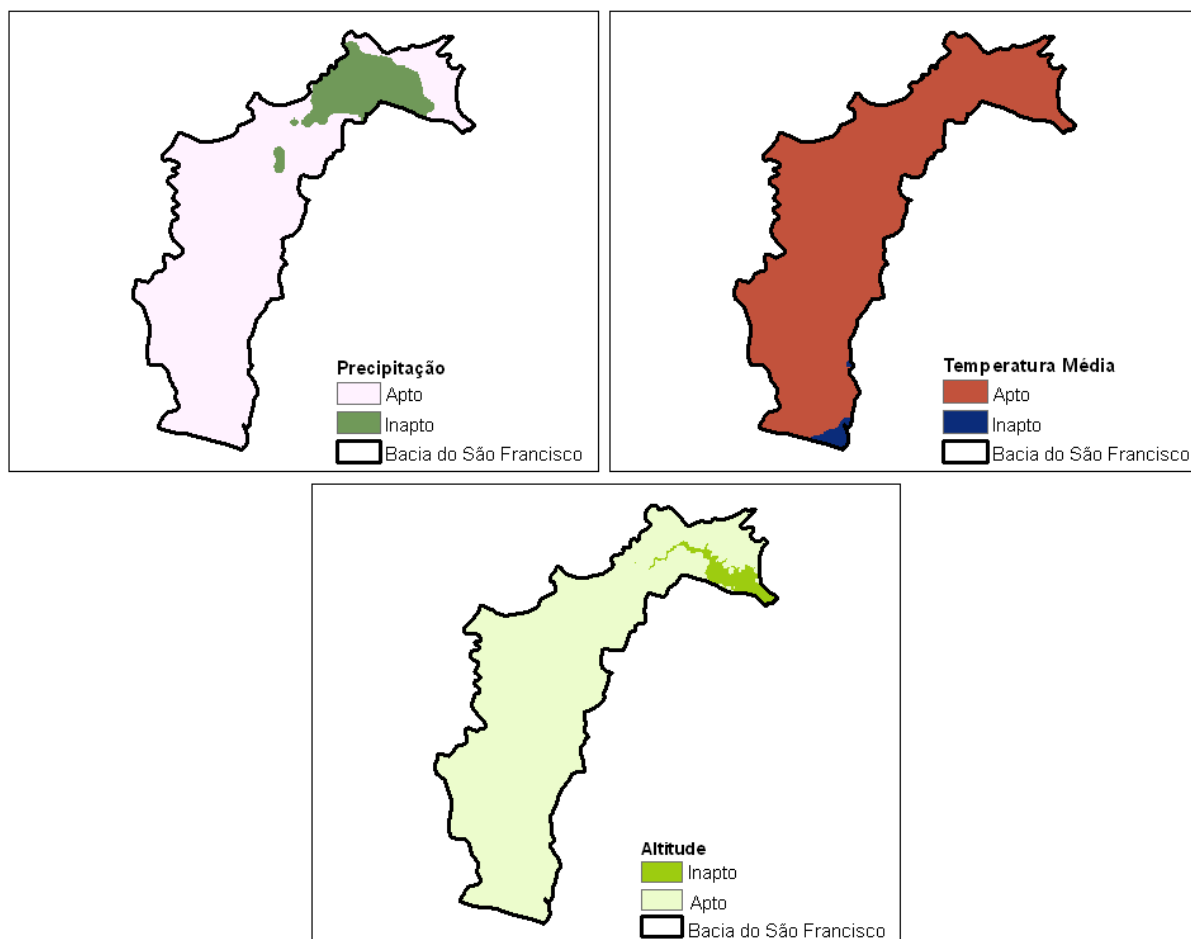 Precipitação
Apto
Inapto
Bacia do São Francisco
Temperatura Média
Apto
Inapto
Bacia do São Francisco
Altitude
Inapto
Apto
Bacia do São Francisco